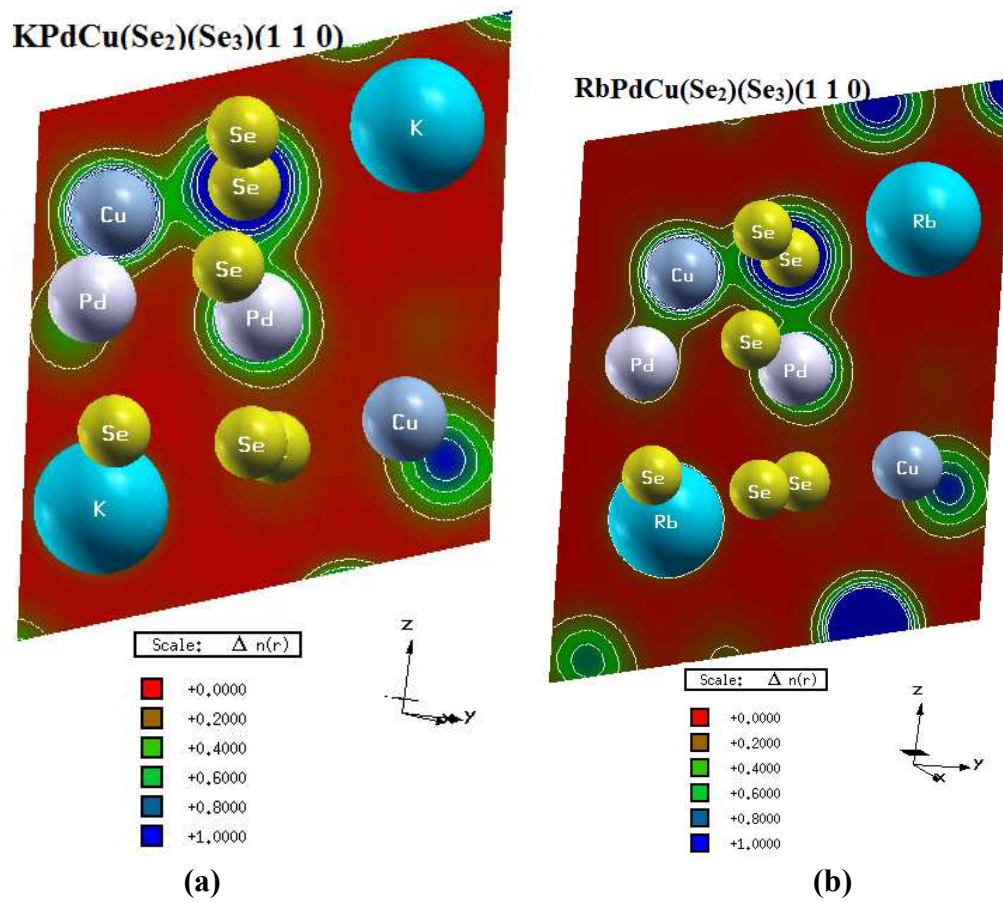 KPdCu(Se₂)(Se₃)(1 1 0)
Se
K
Se
Cu
Se
Pd
Pd
Se
Se
Cu
K
Scale: Δ n(r)
+0.0000
+0.2000
+0.4000
+0.6000
+0.8000
+1.0000
z
x
y
(a)
RbPdCu(Se₂)(Se₃)(1 1 0)
Se
Rb
Cu
Se
Se
Pd
Pd
Se
Se
Se
Cu
Rb
Scale: Δ n(r)
+0.0000
+0.2000
+0.4000
+0.6000
+0.8000
+1.0000
z
y
x
(b)